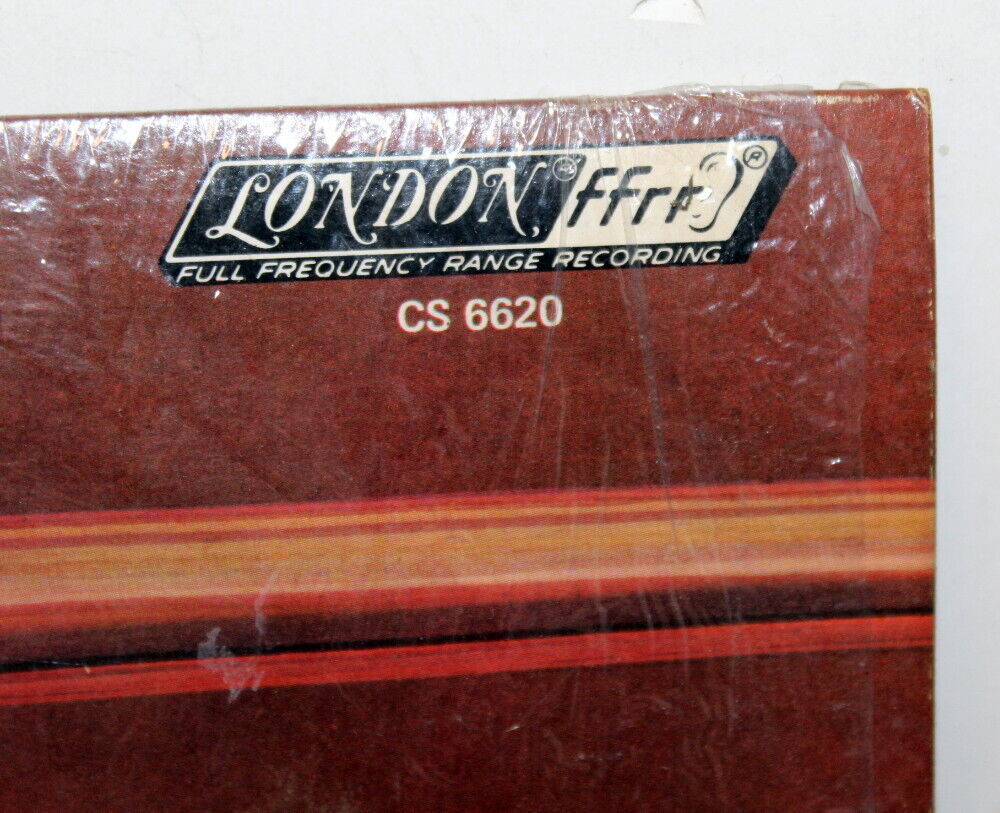 LONDON® ffrr®
FULL FREQUENCY RANGE RECORDING
CS 6620